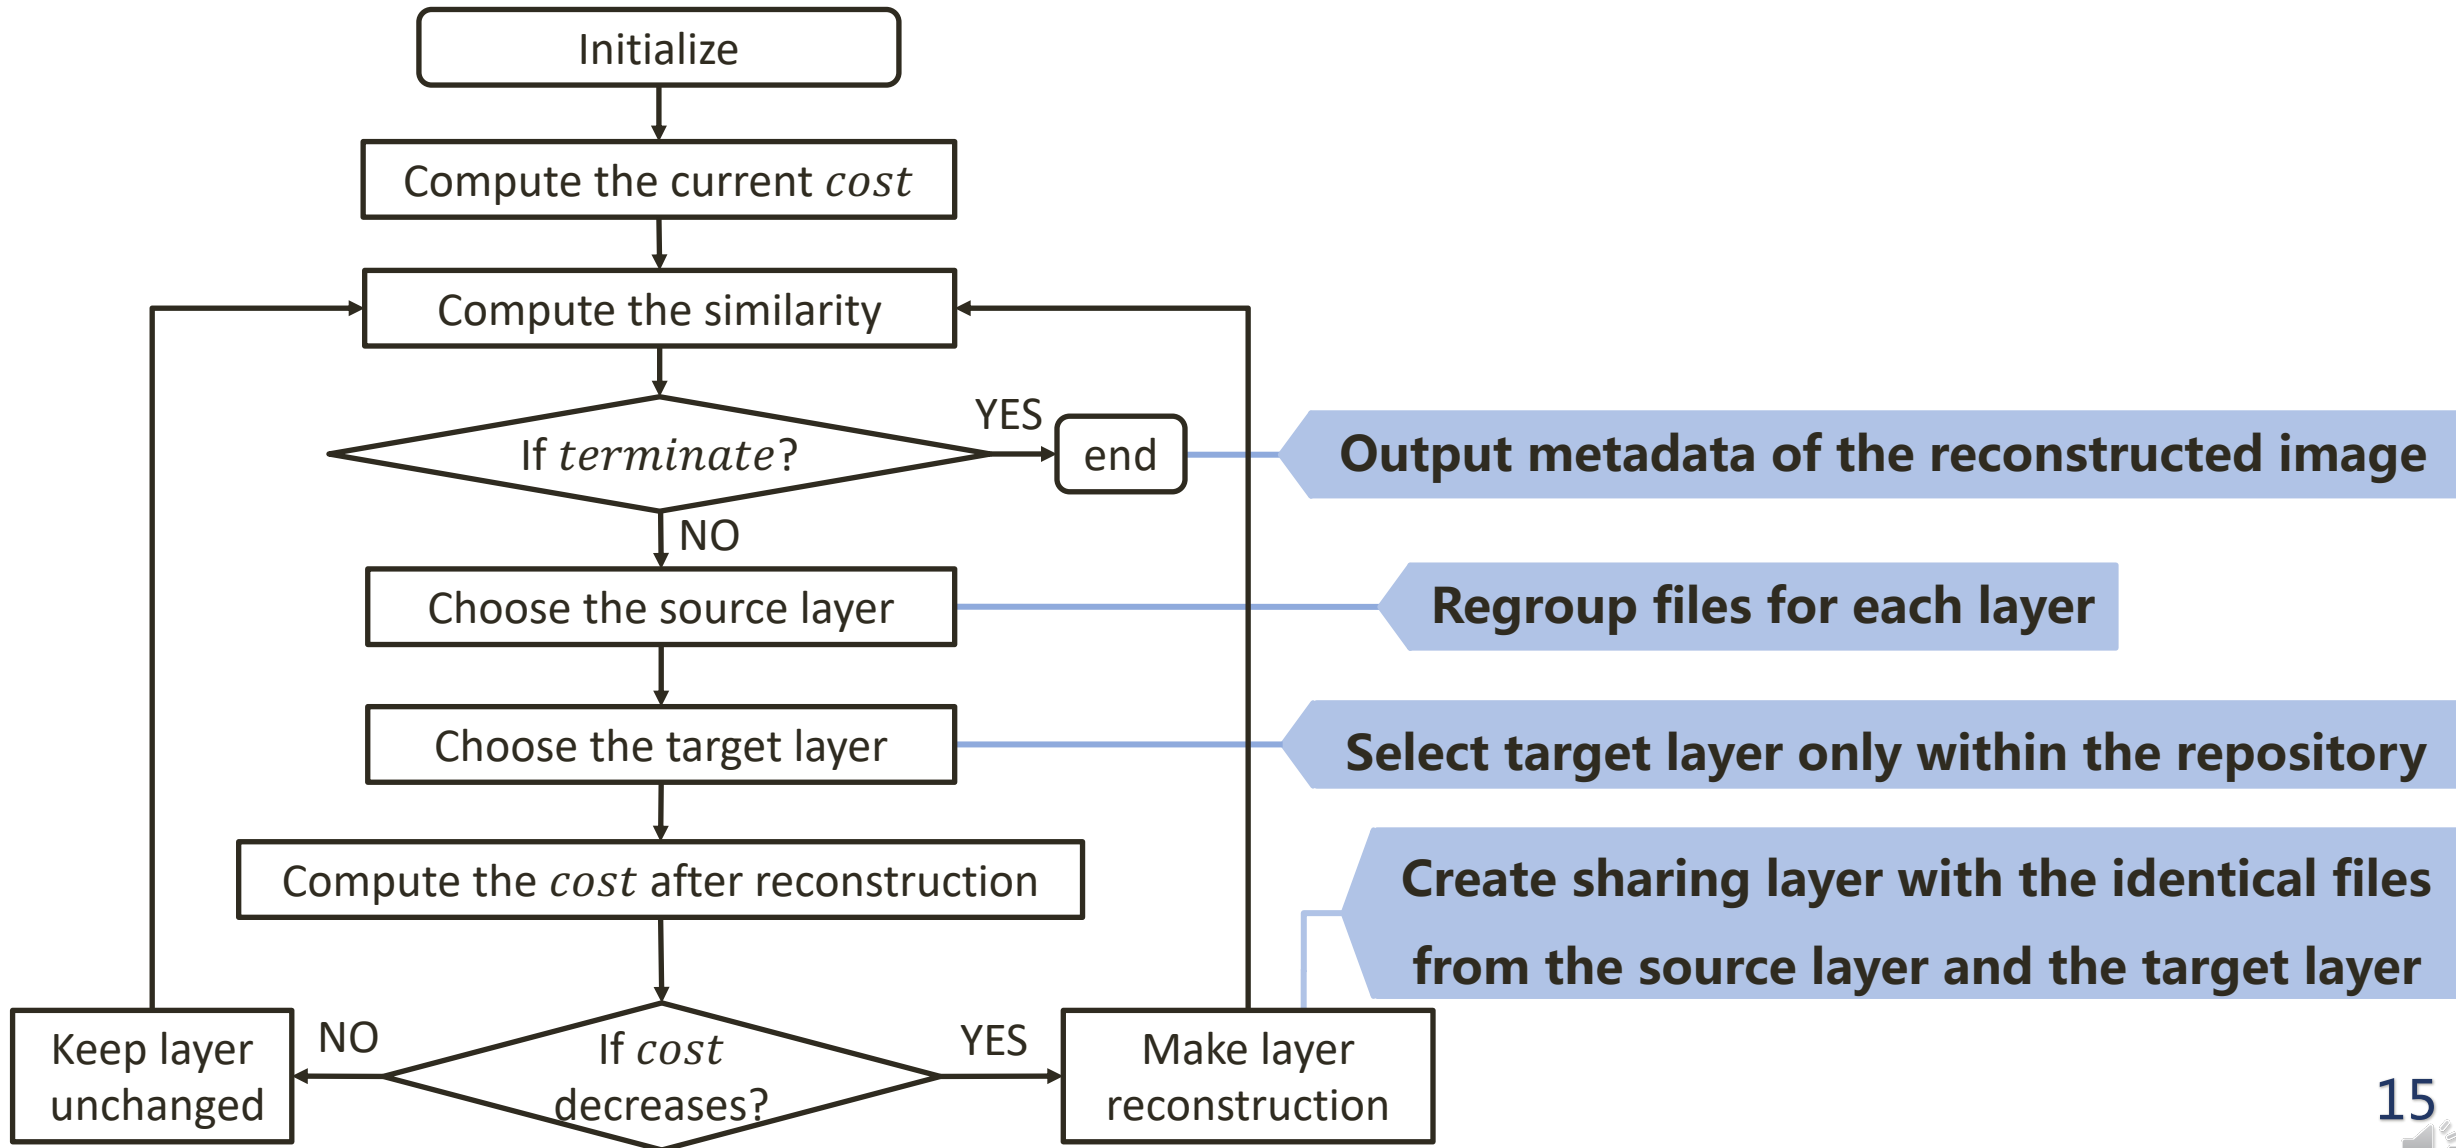 Initialize
Compute the current cost
Compute the similarity
If terminate?
YES
end
Output metadata of the reconstructed image
NO
Choose the source layer
Regroup files for each layer
Choose the target layer
Select target layer only within the repository
Compute the cost after reconstruction
Create sharing layer with the identical files
from the source layer and the target layer
Keep layer
unchanged
NO
If cost
decreases?
YES
Make layer
reconstruction
15